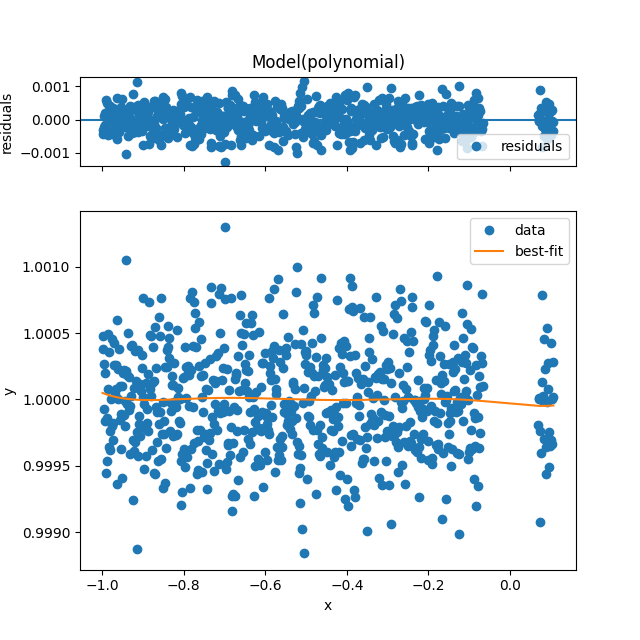 Model(polynomial)
0.001
0.000
−0.001
residuals
residuals
data
best-fit
1.0010
1.0005
1.0000
0.9995
0.9990
y
−1.0 −0.8 −0.6 −0.4 −0.2 0.0
x